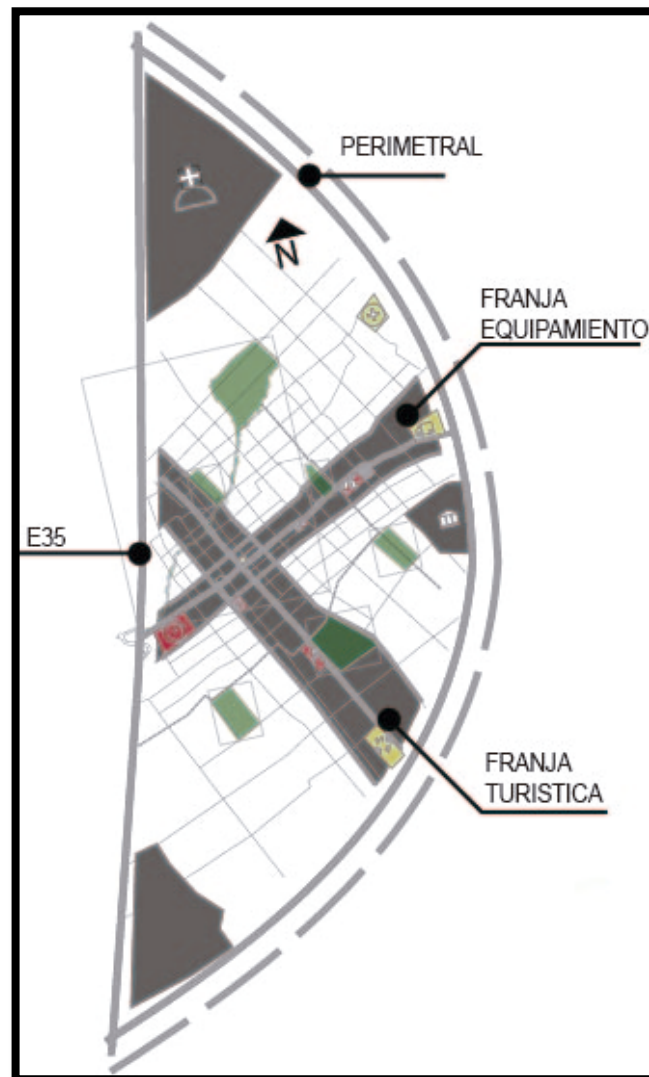 PERIMETRAL
N
FRANJA
EQUIPAMIENTO
E35
FRANJA
TURISTICA